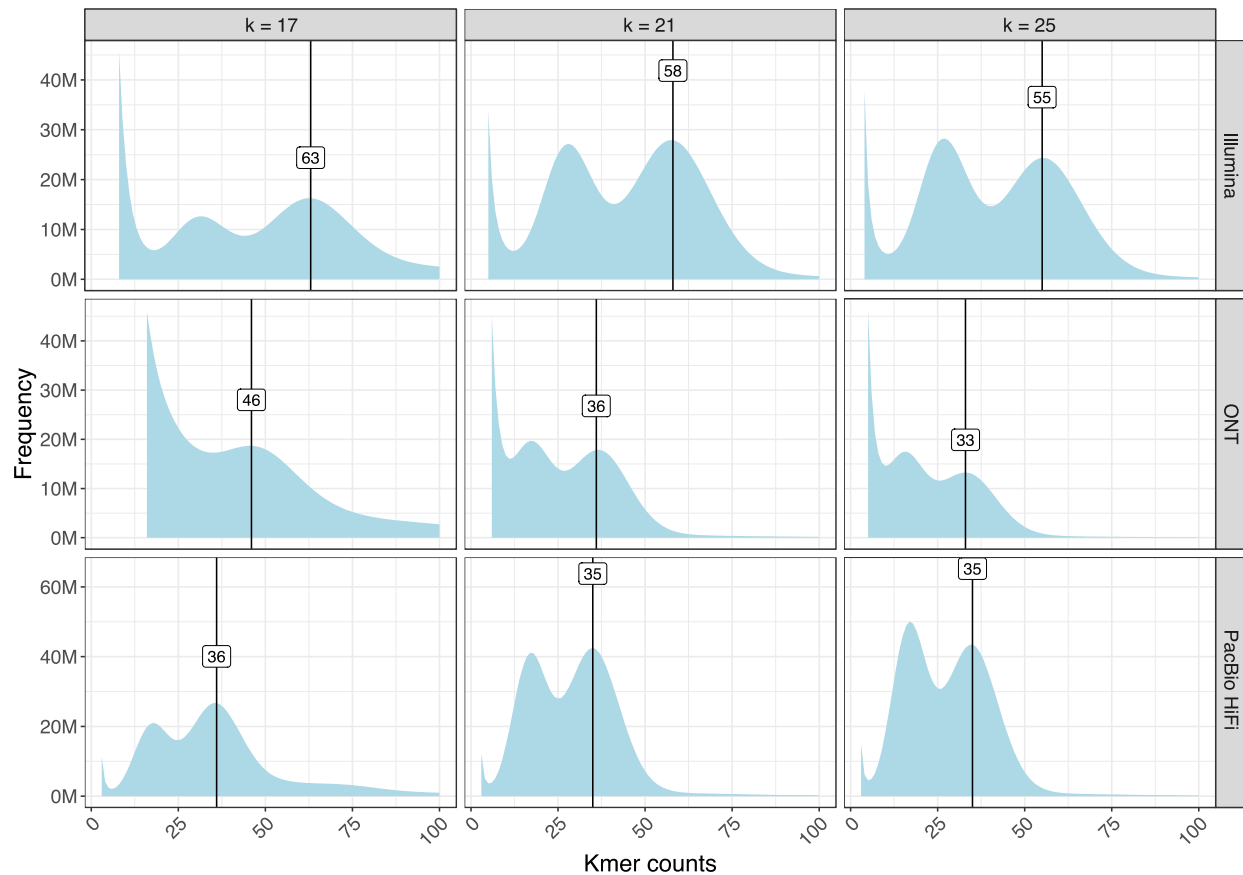 k = 17
k = 21
k = 25
40M
30M
20M
10M
0M
63
58
55
Illumina
Frequency
40M
30M
20M
10M
0M
46
36
33
ONT
60M
40M
20M
0M
36
35
35
PacBio HiFi
0 25 50 75 100
0 25 50 75 100
0 25 50 75 100
Kmer counts